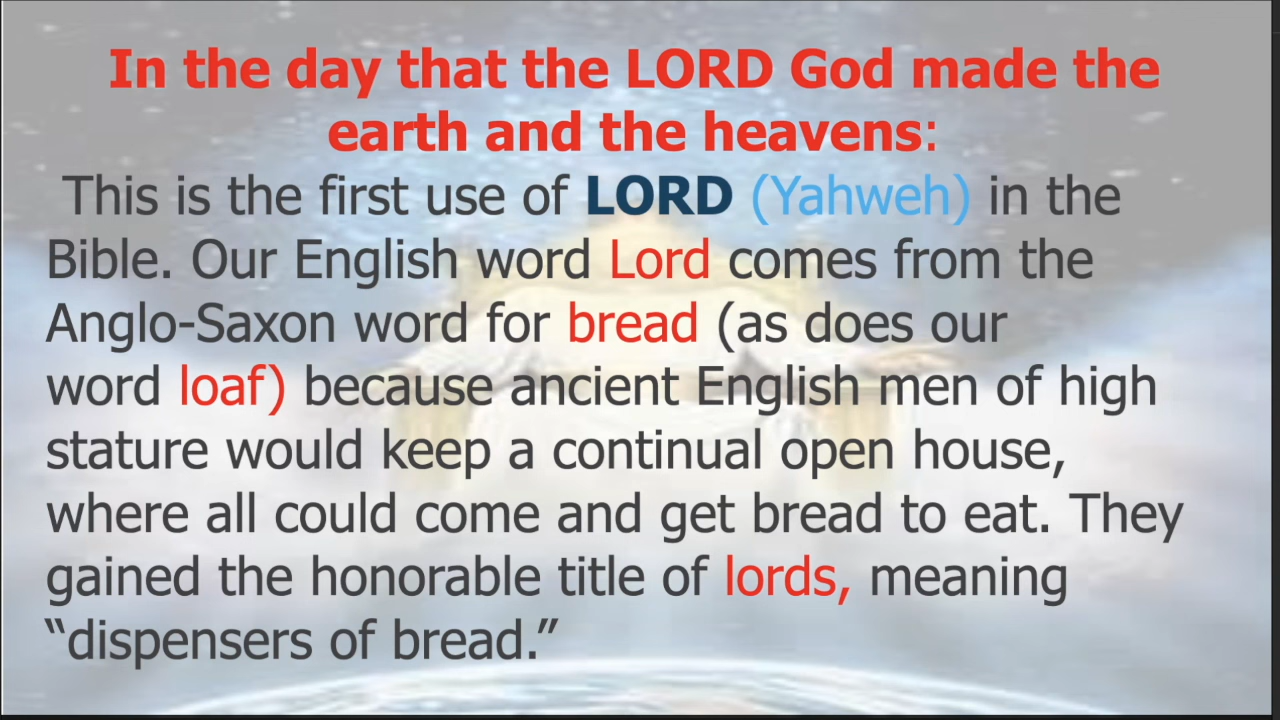 In the day that the LORD God made the
earth and the heavens:
This is the first use of LORD (Yahweh) in the
Bible. Our English word Lord comes from the
Anglo-Saxon word for bread (as does our
word loaf) because ancient English men of high
stature would keep a continual open house,
where all could come and get bread to eat. They
gained the honorable title of lords, meaning
“dispensers of bread.”